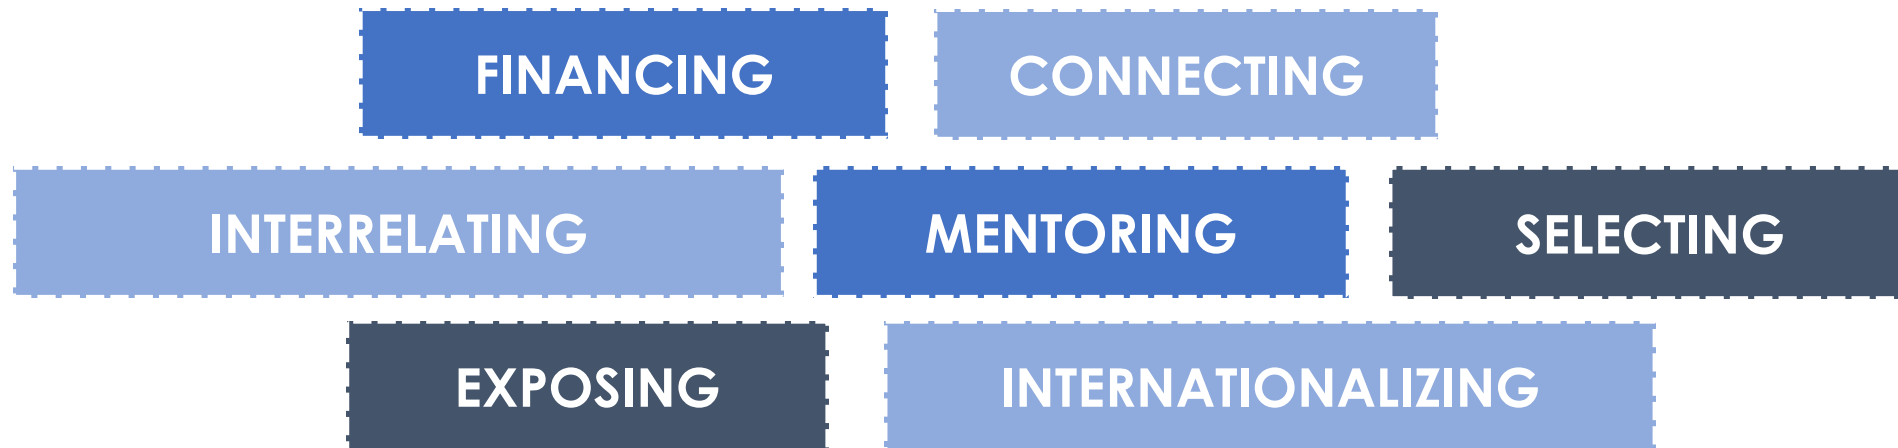 FINANCING CONNECTING
INTERRELATING MENTORING SELECTING
EXPOSING INTERNATIONALIZING